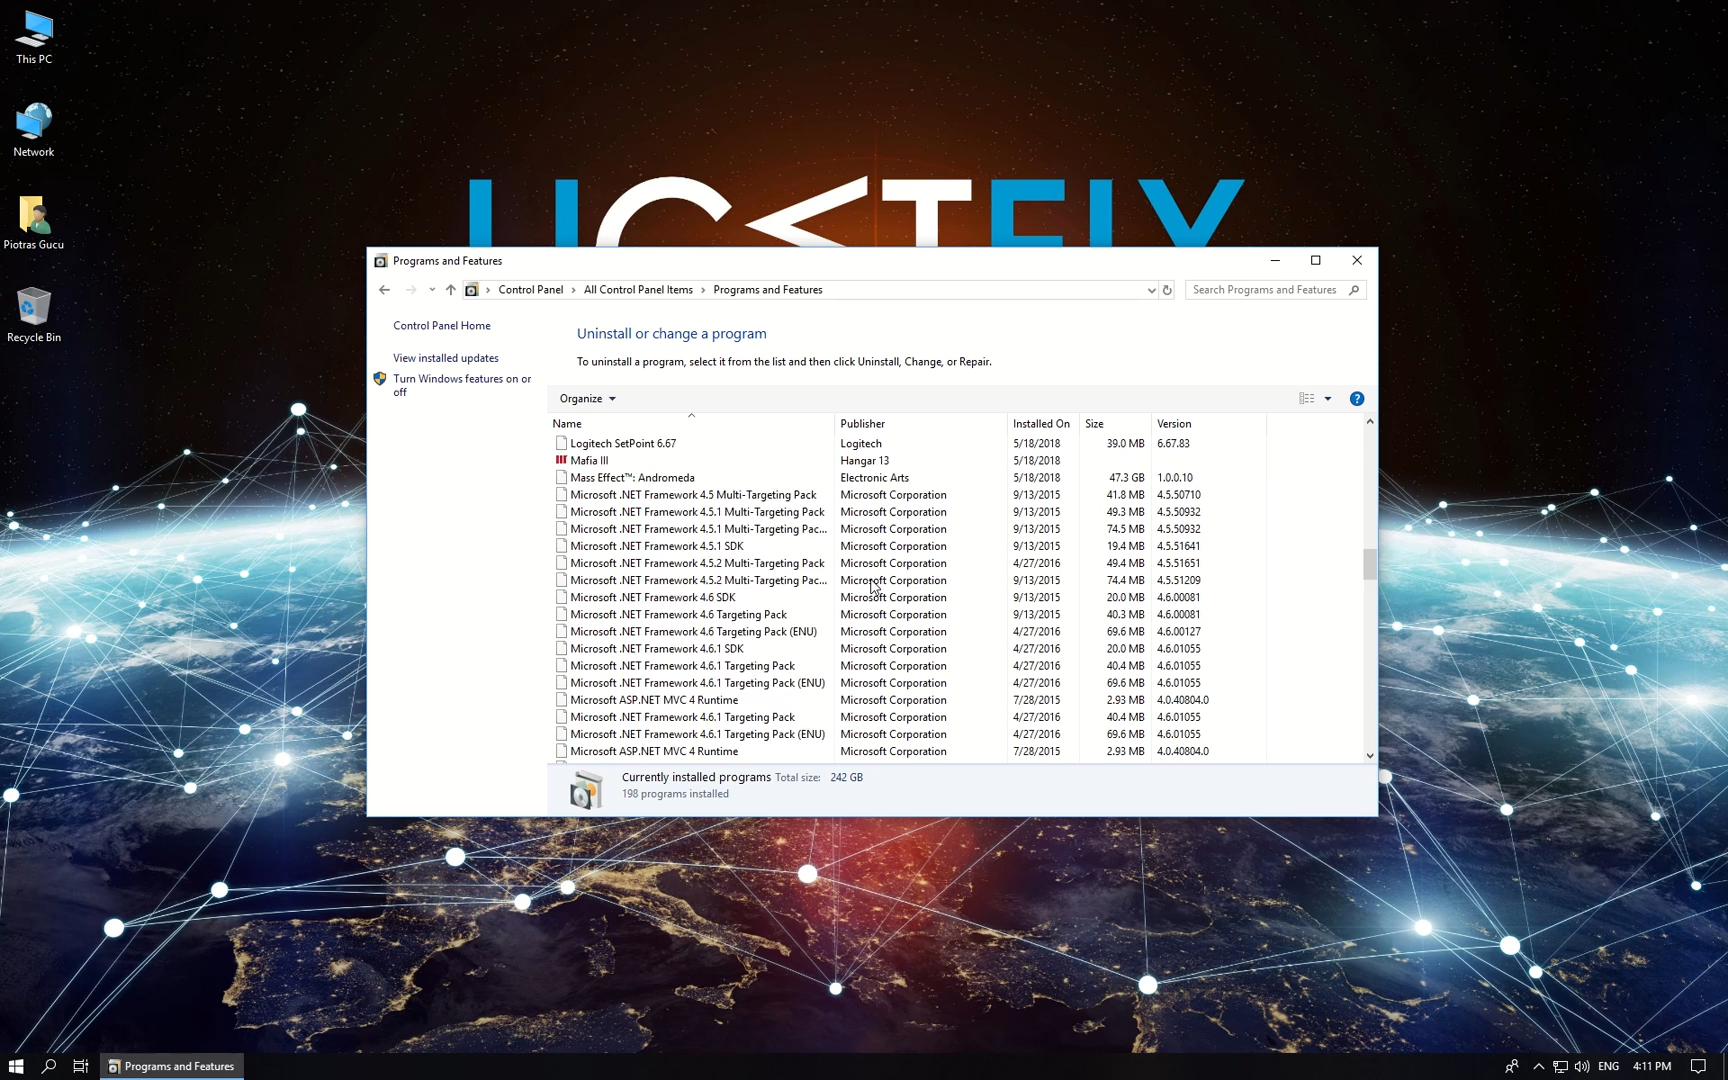 This PC
Network
Piotras Gucu
Recycle Bin
Programs and Features
Control Panel › All Control Panel Items › Programs and Features
Search Programs and Features
Control Panel Home
View installed updates
Turn Windows features on or
off
Uninstall or change a program
To uninstall a program, select it from the list and then click Uninstall, Change, or Repair.
Organize
Name Publisher Installed On Size Version
Logitech SetPoint 6.67 Logitech 5/18/2018 39.0 MB 6.67.83
Mafia III Hangar 13 5/18/2018
Mass Effect™: Andromeda Electronic Arts 5/18/2018 47.3 GB 1.0.0.10
Microsoft .NET Framework 4.5 Multi-Targeting Pack Microsoft Corporation 9/13/2015 41.8 MB 4.5.50710
Microsoft .NET Framework 4.5.1 Multi-Targeting Pack Microsoft Corporation 9/13/2015 49.3 MB 4.5.50932
Microsoft .NET Framework 4.5.1 Multi-Targeting Pac... Microsoft Corporation 9/13/2015 74.5 MB 4.5.50932
Microsoft .NET Framework 4.5.1 SDK Microsoft Corporation 9/13/2015 19.4 MB 4.5.51641
Microsoft .NET Framework 4.5.2 Multi-Targeting Pack Microsoft Corporation 4/27/2016 49.4 MB 4.5.51651
Microsoft .NET Framework 4.5.2 Multi-Targeting Pac... Microsoft Corporation 9/13/2015 74.4 MB 4.5.51209
Microsoft .NET Framework 4.6 SDK Microsoft Corporation 9/13/2015 20.0 MB 4.6.00081
Microsoft .NET Framework 4.6 Targeting Pack Microsoft Corporation 9/13/2015 40.3 MB 4.6.00081
Microsoft .NET Framework 4.6 Targeting Pack (ENU) Microsoft Corporation 4/27/2016 69.6 MB 4.6.00127
Microsoft .NET Framework 4.6.1 SDK Microsoft Corporation 4/27/2016 20.0 MB 4.6.01055
Microsoft .NET Framework 4.6.1 Targeting Pack Microsoft Corporation 4/27/2016 40.4 MB 4.6.01055
Microsoft .NET Framework 4.6.1 Targeting Pack (ENU) Microsoft Corporation 4/27/2016 69.6 MB 4.6.01055
Microsoft ASP.NET MVC 4 Runtime Microsoft Corporation 7/28/2015 2.93 MB 4.0.40804.0
Microsoft .NET Framework 4.6.1 Targeting Pack Microsoft Corporation 4/27/2016 40.4 MB 4.6.01055
Microsoft .NET Framework 4.6.1 Targeting Pack (ENU) Microsoft Corporation 4/27/2016 69.6 MB 4.6.01055
Microsoft ASP.NET MVC 4 Runtime Microsoft Corporation 7/28/2015 2.93 MB 4.0.40804.0
Currently installed programs Total size: 242 GB
198 programs installed
Programs and Features
ENG 4:11 PM